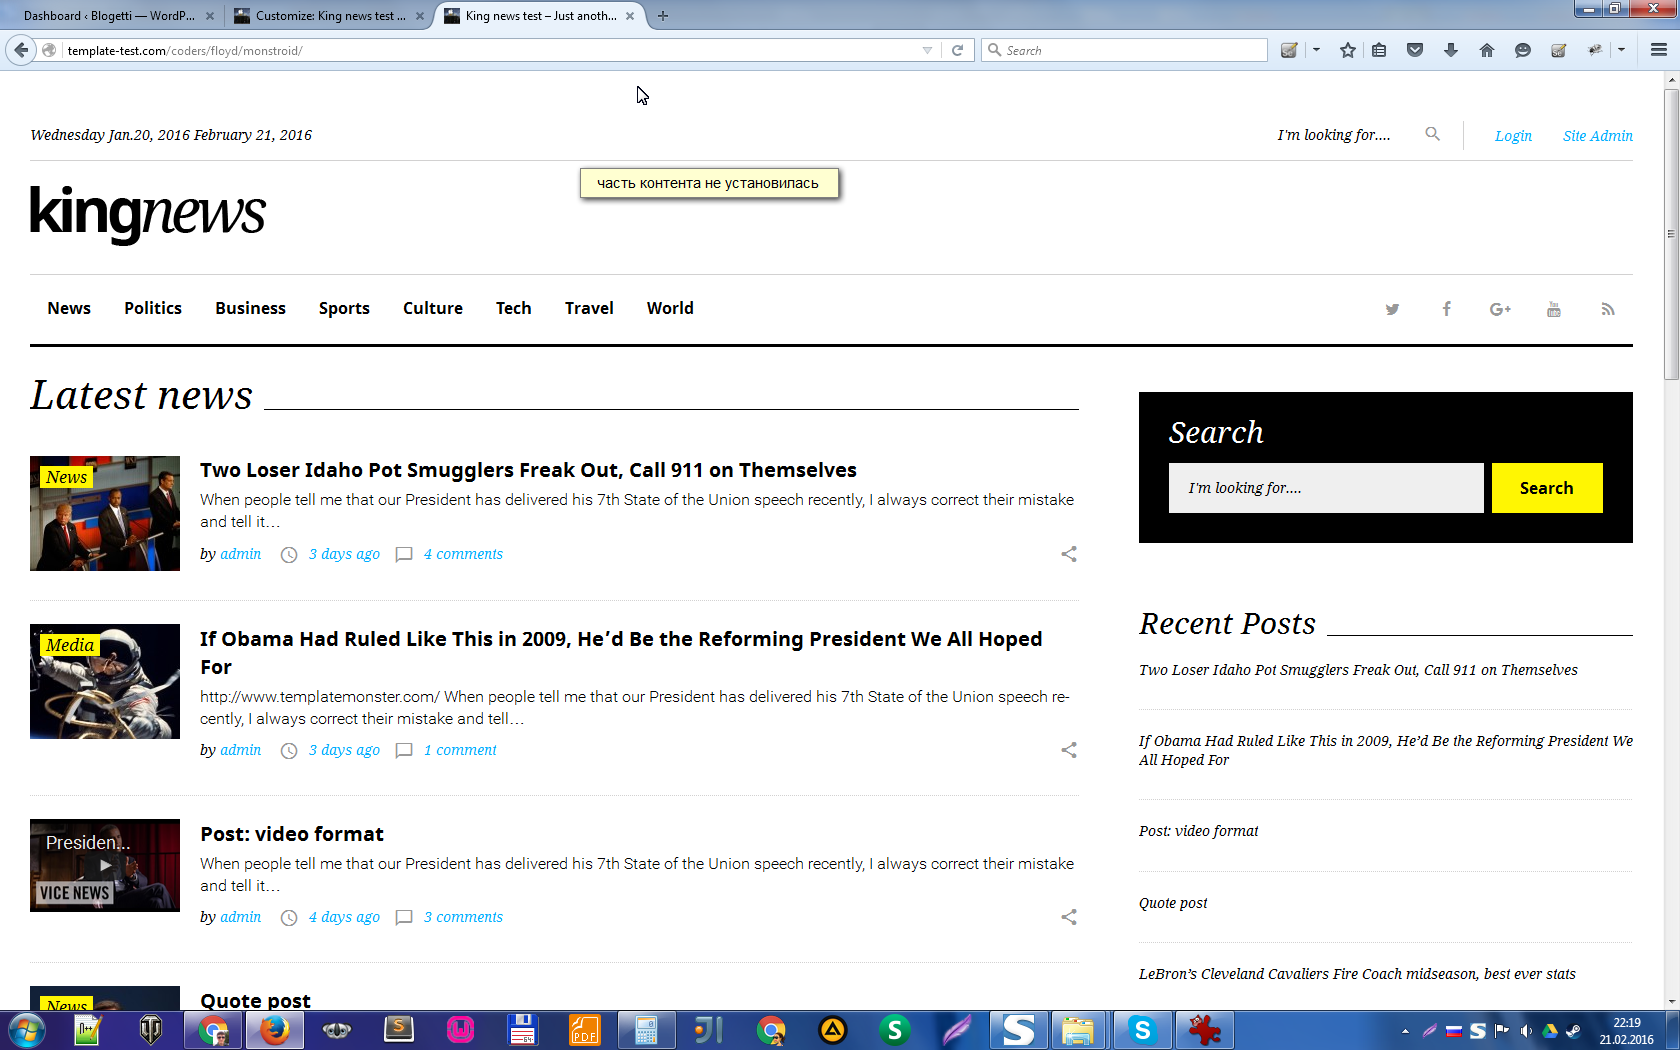 Dashboard ‹ Blogetti — WordP...
Customize: King news test ...
King news test – Just anoth...
template-test.com/coders/floyd/monstroid/
Search
Wednesday Jan.20, 2016 February 21, 2016
I'm looking for....
Login
Site Admin
часть контента не установилась
kingnews
News
Politics
Business
Sports
Culture
Tech
Travel
World
Latest news
News
Two Loser Idaho Pot Smugglers Freak Out, Call 911 on Themselves
When people tell me that our President has delivered his 7th State of the Union speech recently, I always correct their mistake
and tell it…
by admin
3 days ago
4 comments
Media
If Obama Had Ruled Like This in 2009, He’d Be the Reforming President We All Hoped
For
http://www.templatemonster.com/ When people tell me that our President has delivered his 7th State of the Union speech re-
cently, I always correct their mistake and tell…
by admin
3 days ago
1 comment
Presiden...
VICE NEWS
Post: video format
When people tell me that our President has delivered his 7th State of the Union speech recently, I always correct their mistake
and tell it…
by admin
4 days ago
3 comments
News
Quote post
Search
I'm looking for....
Search
Recent Posts
Two Loser Idaho Pot Smugglers Freak Out, Call 911 on Themselves
If Obama Had Ruled Like This in 2009, He’d Be the Reforming President We
All Hoped For
Post: video format
Quote post
LeBron’s Cleveland Cavaliers Fire Coach midseason, best ever stats
22:19
21.02.2016